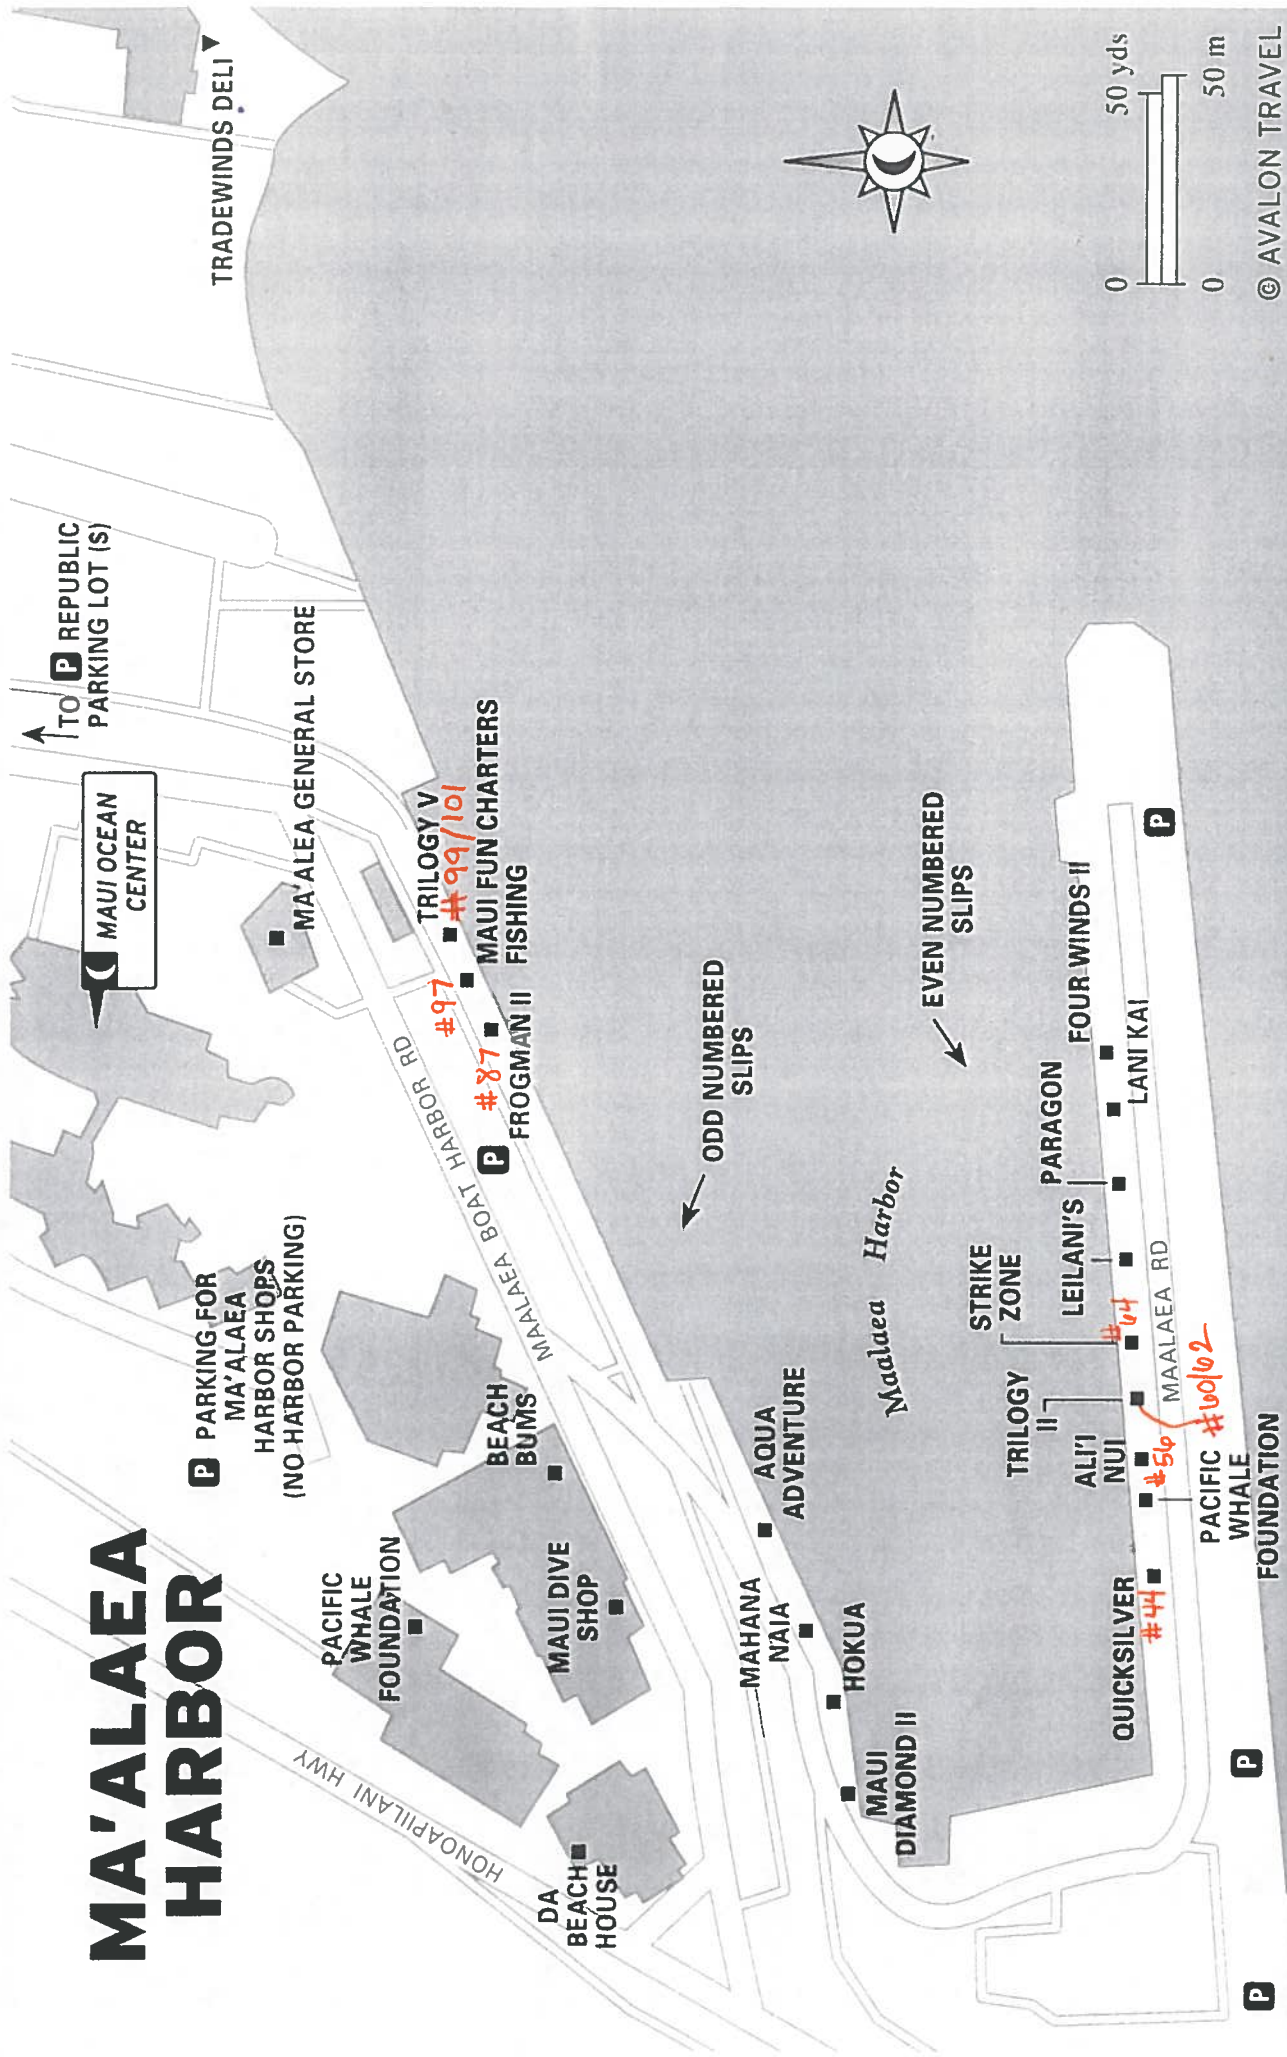 MA'ALAEA
HARBOR
TRADEWINDS DELI
TO P REPUBLIC
PARKING LOT (S)
MAUI OCEAN
CENTER
MA'ALEA GENERAL STORE
P PARKING FOR
MA'ALAEA
HARBOR SHOPS
(NO HARBOR PARKING)
TRILOGY V
#99/101
#97
MAUI FUN CHARTERS
FISHING
#87
FROGMAN II
P
MAALAEA BOAT HARBOR RD
HONOAPIILANI HWY
PACIFIC
WHALE
FOUNDATION
BEACH
BUMS
MAUI DIVE
SHOP
DA
BEACH
HOUSE
AQUA
ADVENTURE
MAHANA
NAIA
HOKUA
MAUI
DIAMOND II
ODD NUMBERED
SLIPS
Maalaea Harbor
EVEN NUMBERED
SLIPS
FOUR WINDS II
LANI KAI
PARAGON
LEILANI'S
STRIKE
ZONE
#64
TRILOGY
II
#60/62
ALI'I
NUI
#56
PACIFIC
WHALE
FOUNDATION
QUICKSILVER
#44
MAALAEA RD
P
P
P
0 50 yds
0 50 m
© AVALON TRAVEL